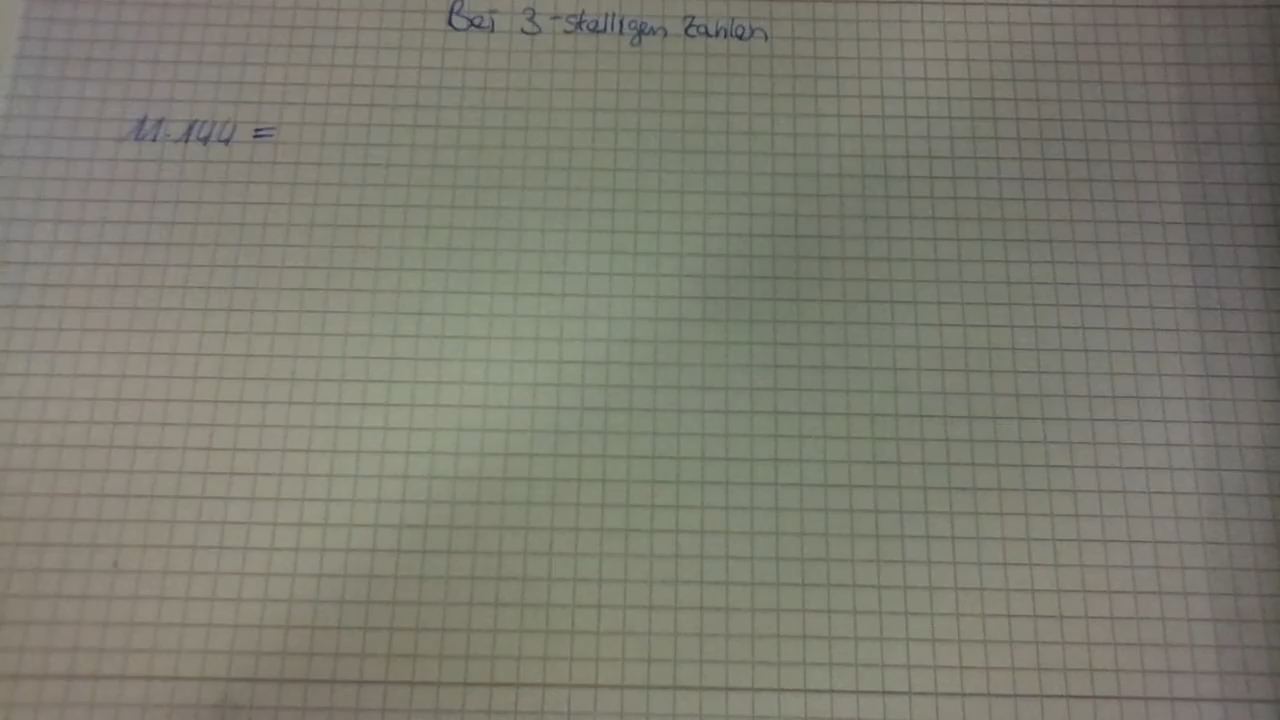 Bei 3-stelligen Zahlen
11·144 =